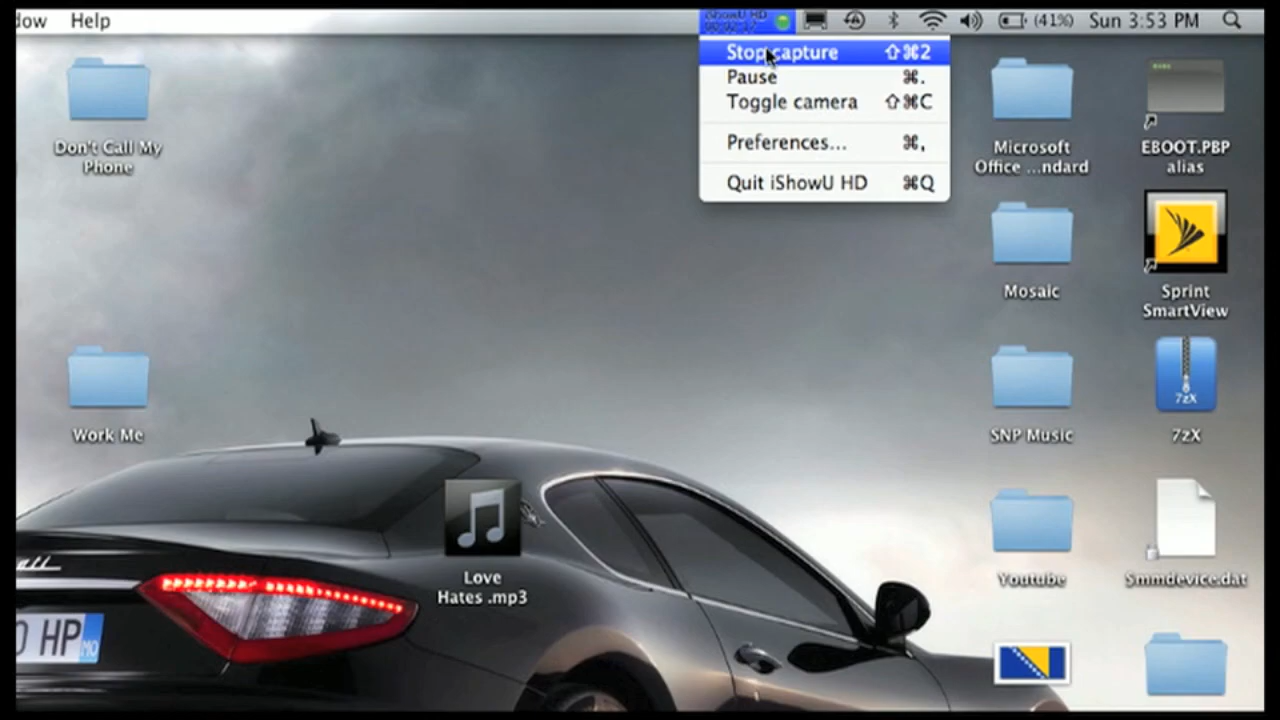 dow Help
iShowU HD
(41%) Sun 3:53 PM
Stop capture ⇧⌘2
Pause ⌘.
Toggle camera ⇧⌘C
Preferences... ⌘,
Quit iShowU HD ⌘Q
Don't Call My
Phone
Microsoft
Office ...ndard
EBOOT.PBP
alias
Mosaic
Sprint
SmartView
Work Me
SNP Music
7zX
7zX
Love
Hates .mp3
Youtube
Smmdevice.dat
0 HP
MO